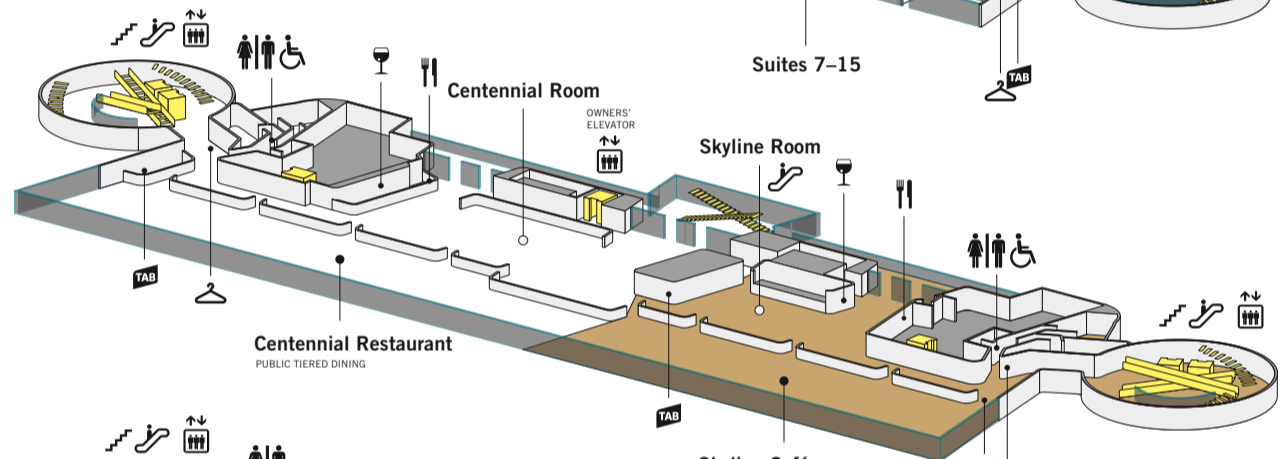 Suites 7–15
TAB
Centennial Room
OWNERS'
ELEVATOR
Skyline Room
TAB
Centennial Restaurant
PUBLIC TIERED DINING
TAB